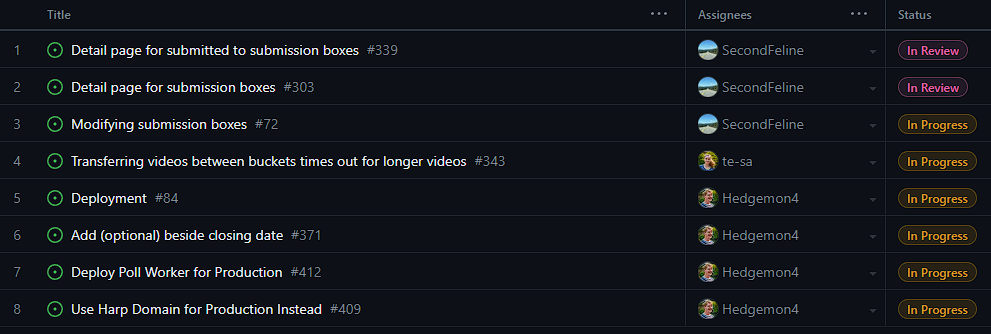 Title ... Assignees ... Status
1 Detail page for submitted to submission boxes #339 SecondFeline In Review
2 Detail page for submission boxes #303 SecondFeline In Review
3 Modifying submission boxes #72 SecondFeline In Progress
4 Transferring videos between buckets times out for longer videos #343 te-sa In Progress
5 Deployment #84 Hedgemon4 In Progress
6 Add (optional) beside closing date #371 Hedgemon4 In Progress
7 Deploy Poll Worker for Production #412 Hedgemon4 In Progress
8 Use Harp Domain for Production Instead #409 Hedgemon4 In Progress